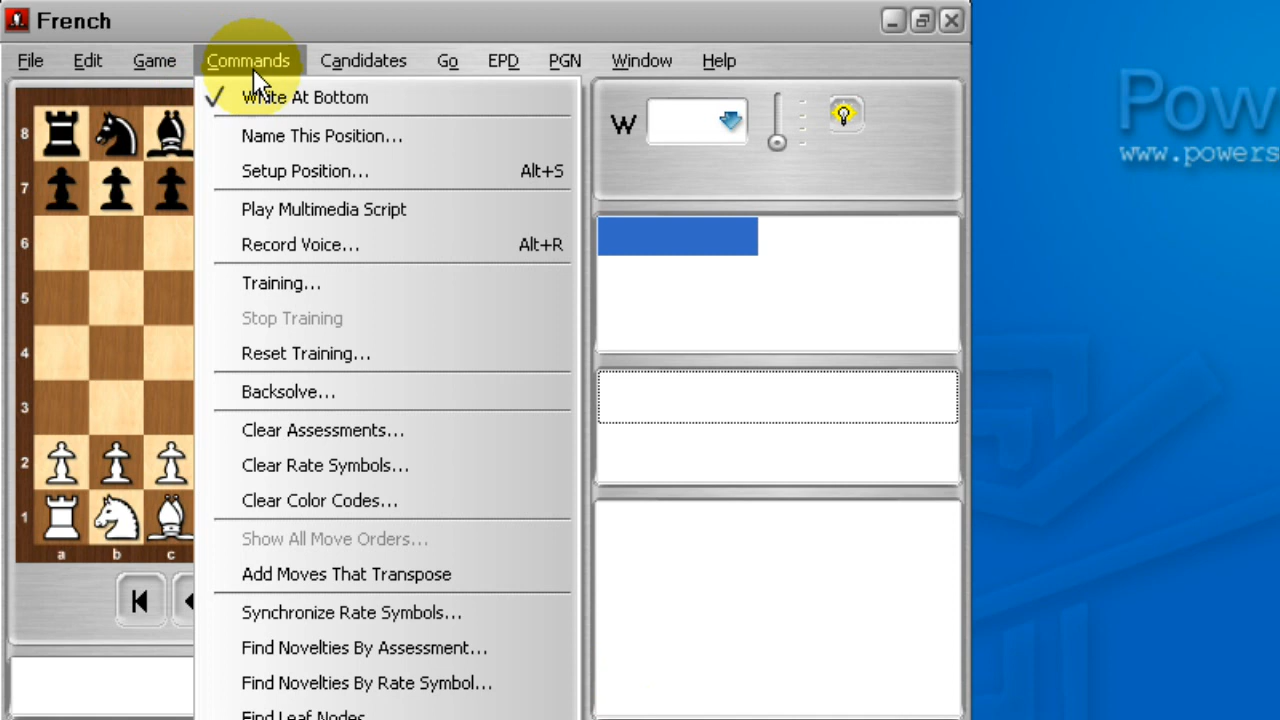 French
File Edit Game Commands Candidates Go EPD PGN Window Help
White At Bottom
Name This Position...
Setup Position... Alt+S
Play Multimedia Script
Record Voice... Alt+R
Training...
Stop Training
Reset Training...
Backsolve...
Clear Assessments...
Clear Rate Symbols...
Clear Color Codes...
Show All Move Orders...
Add Moves That Transpose
Synchronize Rate Symbols...
Find Novelties By Assessment...
Find Novelties By Rate Symbol...
Find Leaf Nodes
8
7
6
5
4
3
2
1
a b c
W
Pow
www.powers